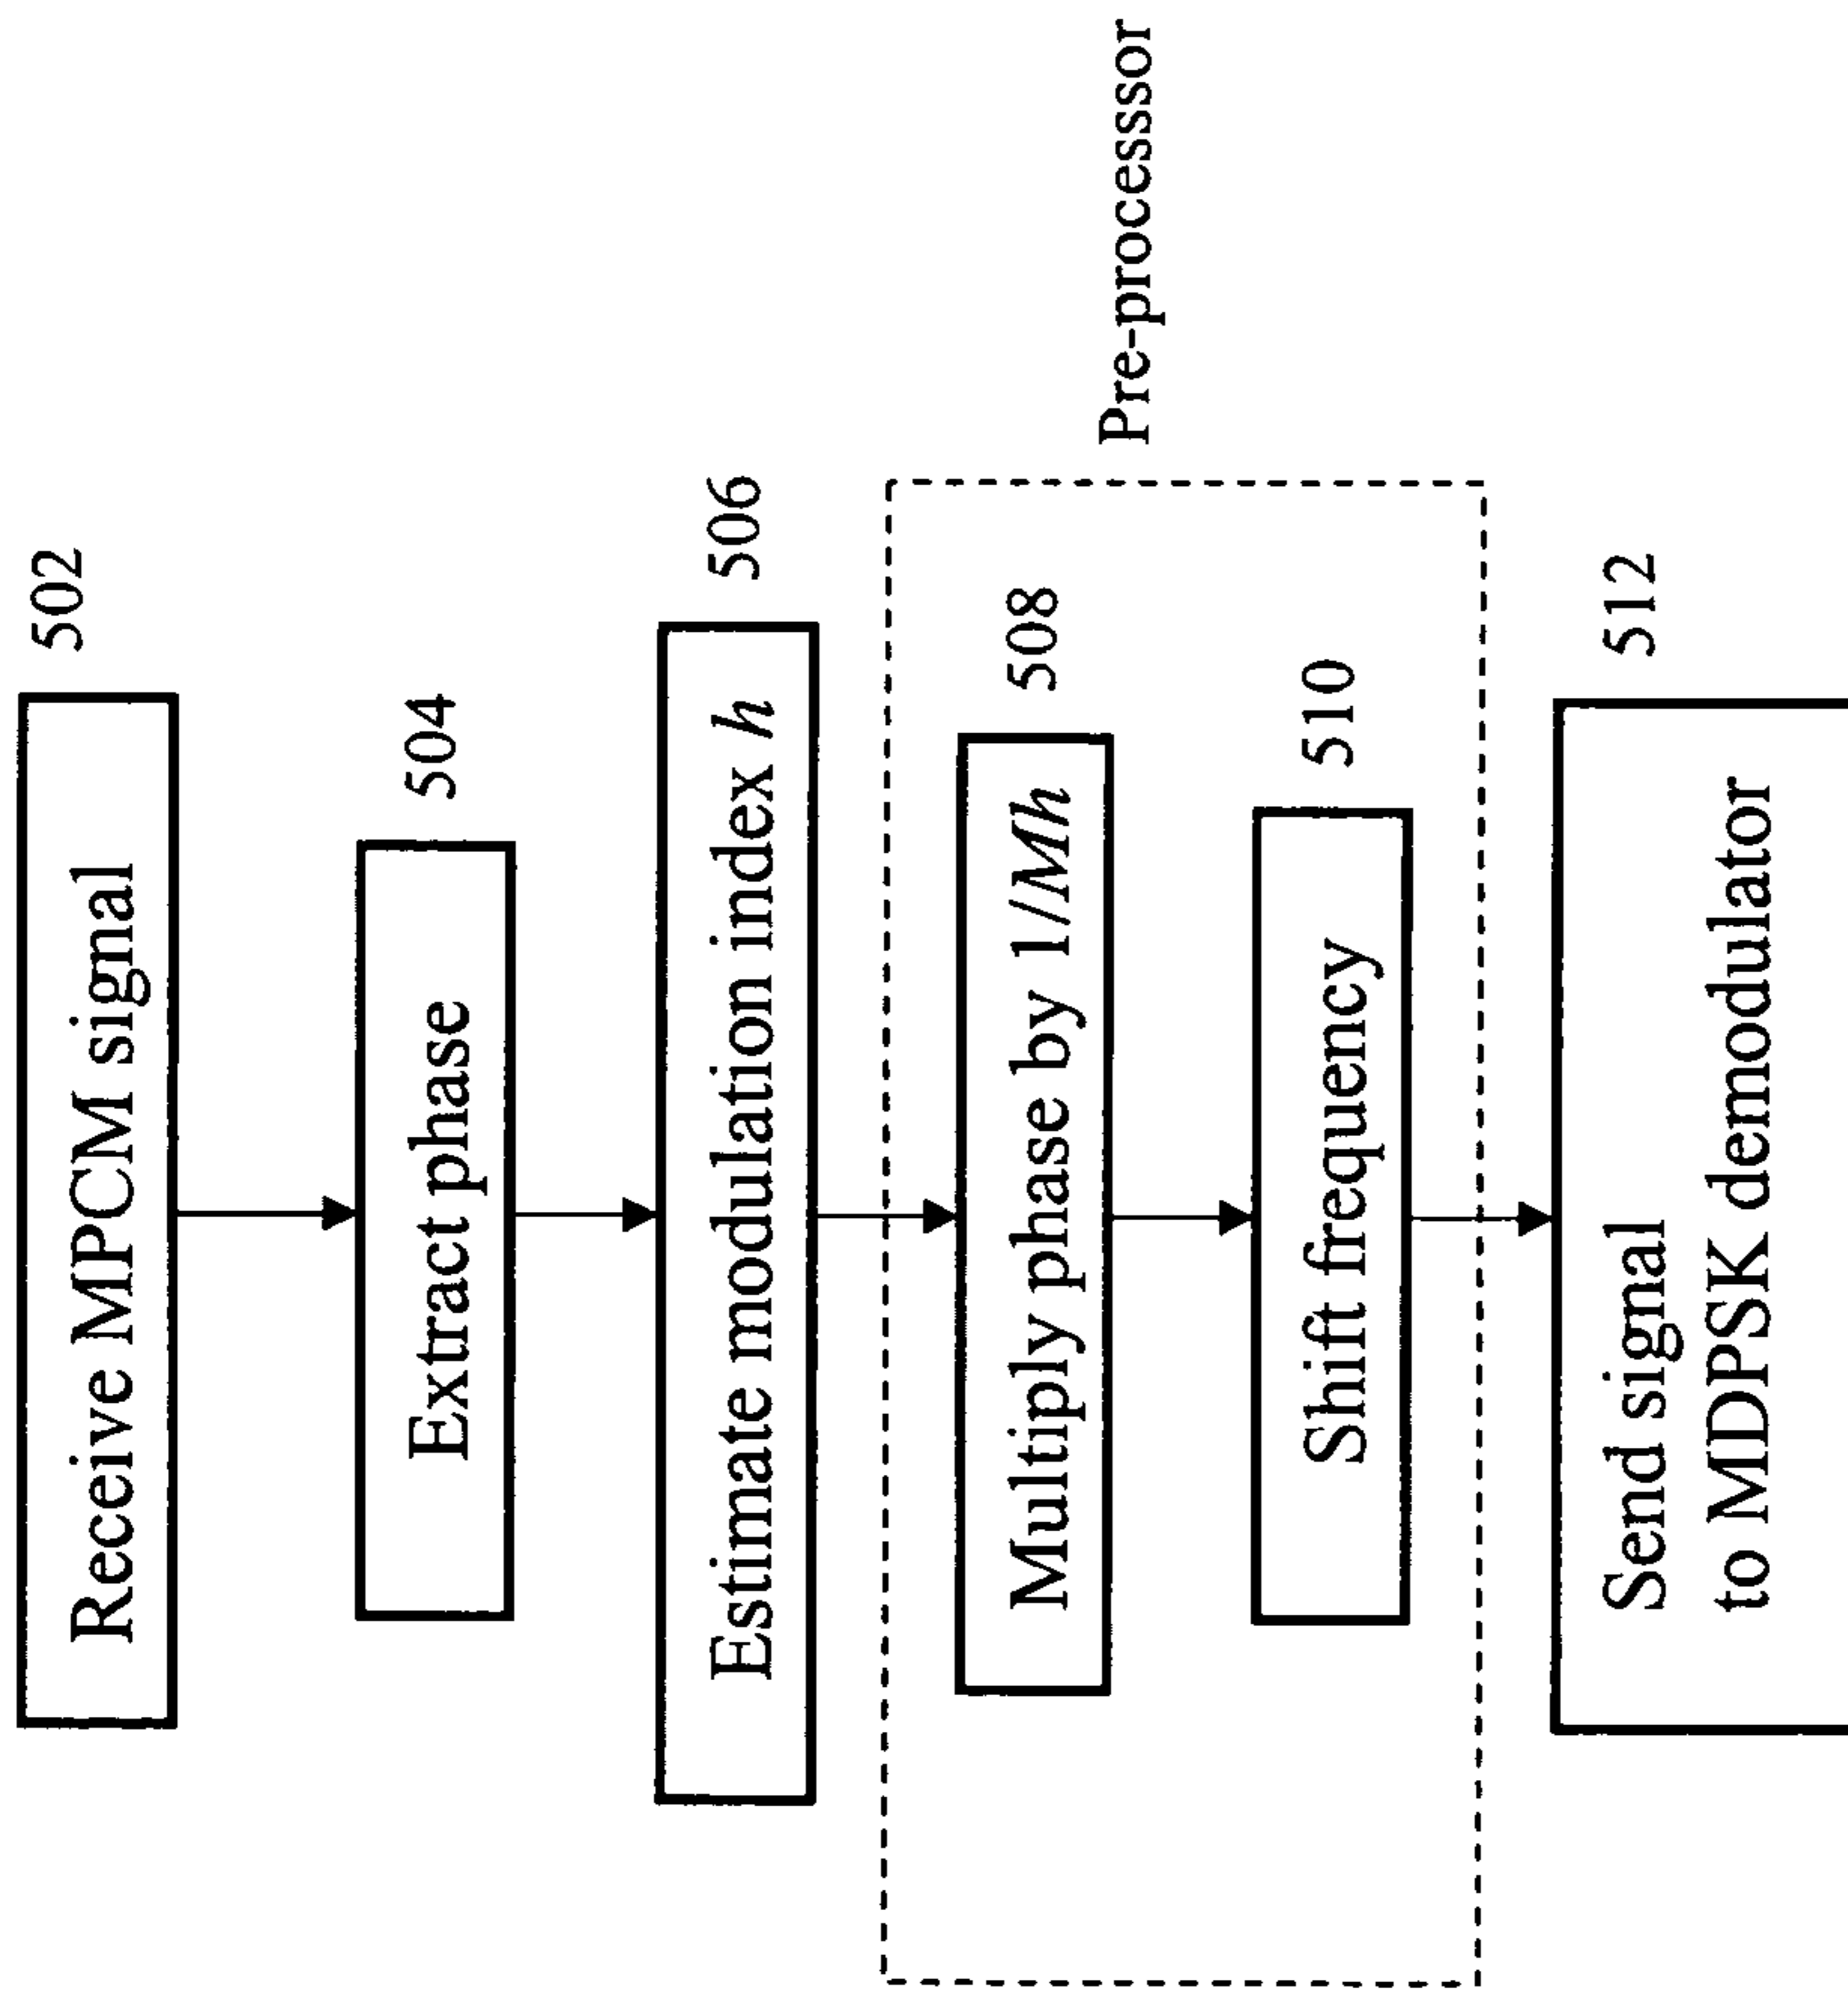 Receive MPCM signal
502
Extract phase
504
Estimate modulation index h
506
Pre-processor
Multiply phase by 1/Mh
508
Shift frequency
510
Send signal
to MDPSK demodulator
512